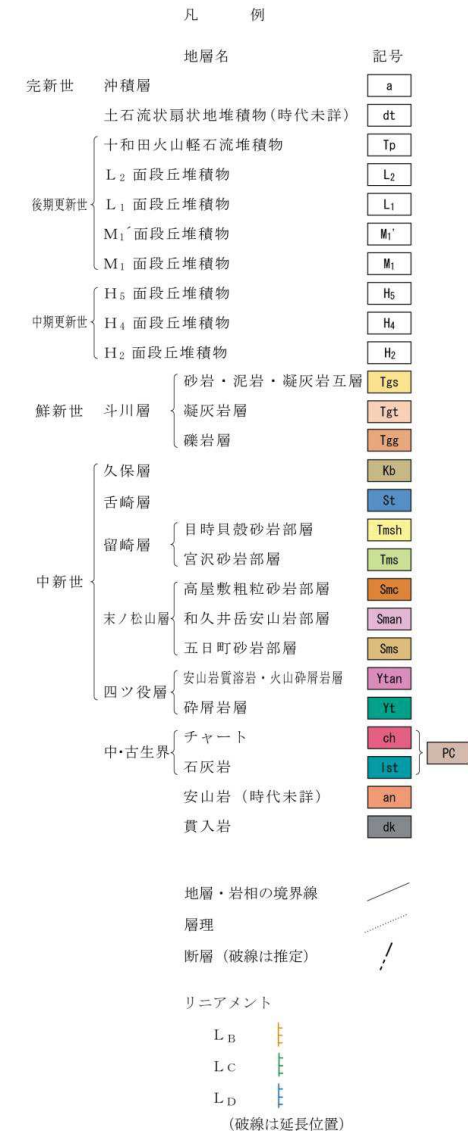 凡 例
地層名 記号
完新世 沖積層 a
土石流状扇状地堆積物(時代未詳) dt
十和田火山軽石流堆積物 Tp
L₂ 面段丘堆積物 L₂
後期更新世 L₁ 面段丘堆積物 L₁
M₁´面段丘堆積物 M₁'
M₁ 面段丘堆積物 M₁
H₅ 面段丘堆積物 H₅
中期更新世 H₄ 面段丘堆積物 H₄
H₂ 面段丘堆積物 H₂
砂岩・泥岩・凝灰岩互層 Tgs
鮮新世 斗川層 凝灰岩層 Tgt
礫岩層 Tgg
久保層 Kb
舌崎層 St
留崎層 目時貝殻砂岩部層 Tmsh
宮沢砂岩部層 Tms
中新世 高屋敷粗粒砂岩部層 Smc
末ノ松山層 和久井岳安山岩部層 Sman
五日町砂岩部層 Sms
四ツ役層 安山岩質溶岩・火山砕屑岩層 Ytan
砕屑岩層 Yt
中・古生界 チャート ch PC
石灰岩 lst
安山岩(時代未詳) an
貫入岩 dk
地層・岩相の境界線
層理
断層(破線は推定)
リニアメント
L_B
L_C
L_D
(破線は延長位置)